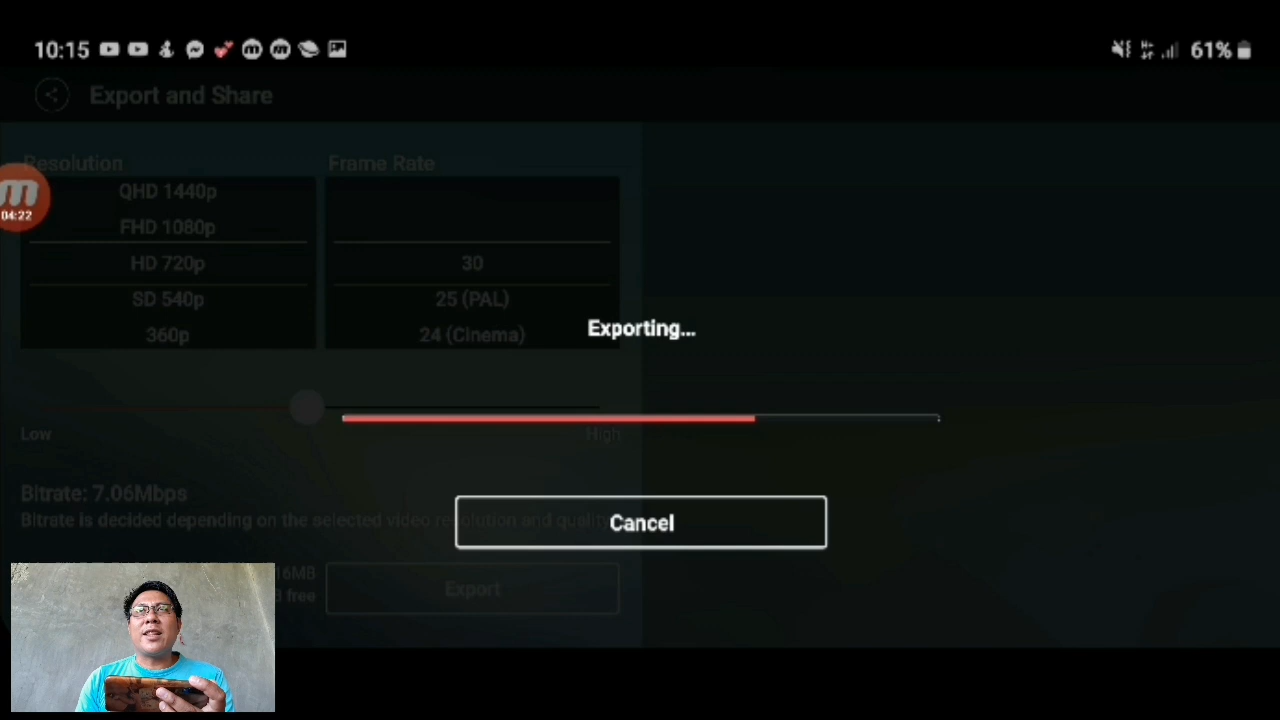 10:15
61%
Export and Share
Resolution
Frame Rate
QHD 1440p
FHD 1080p
HD 720p
SD 540p
360p
30
25 (PAL)
24 (Cinema)
m
04:22
Exporting...
Low
High
Bitrate: 7.06Mbps
Bitrate is decided depending on the selected video resolution and quality
Cancel
16MB
free
Export